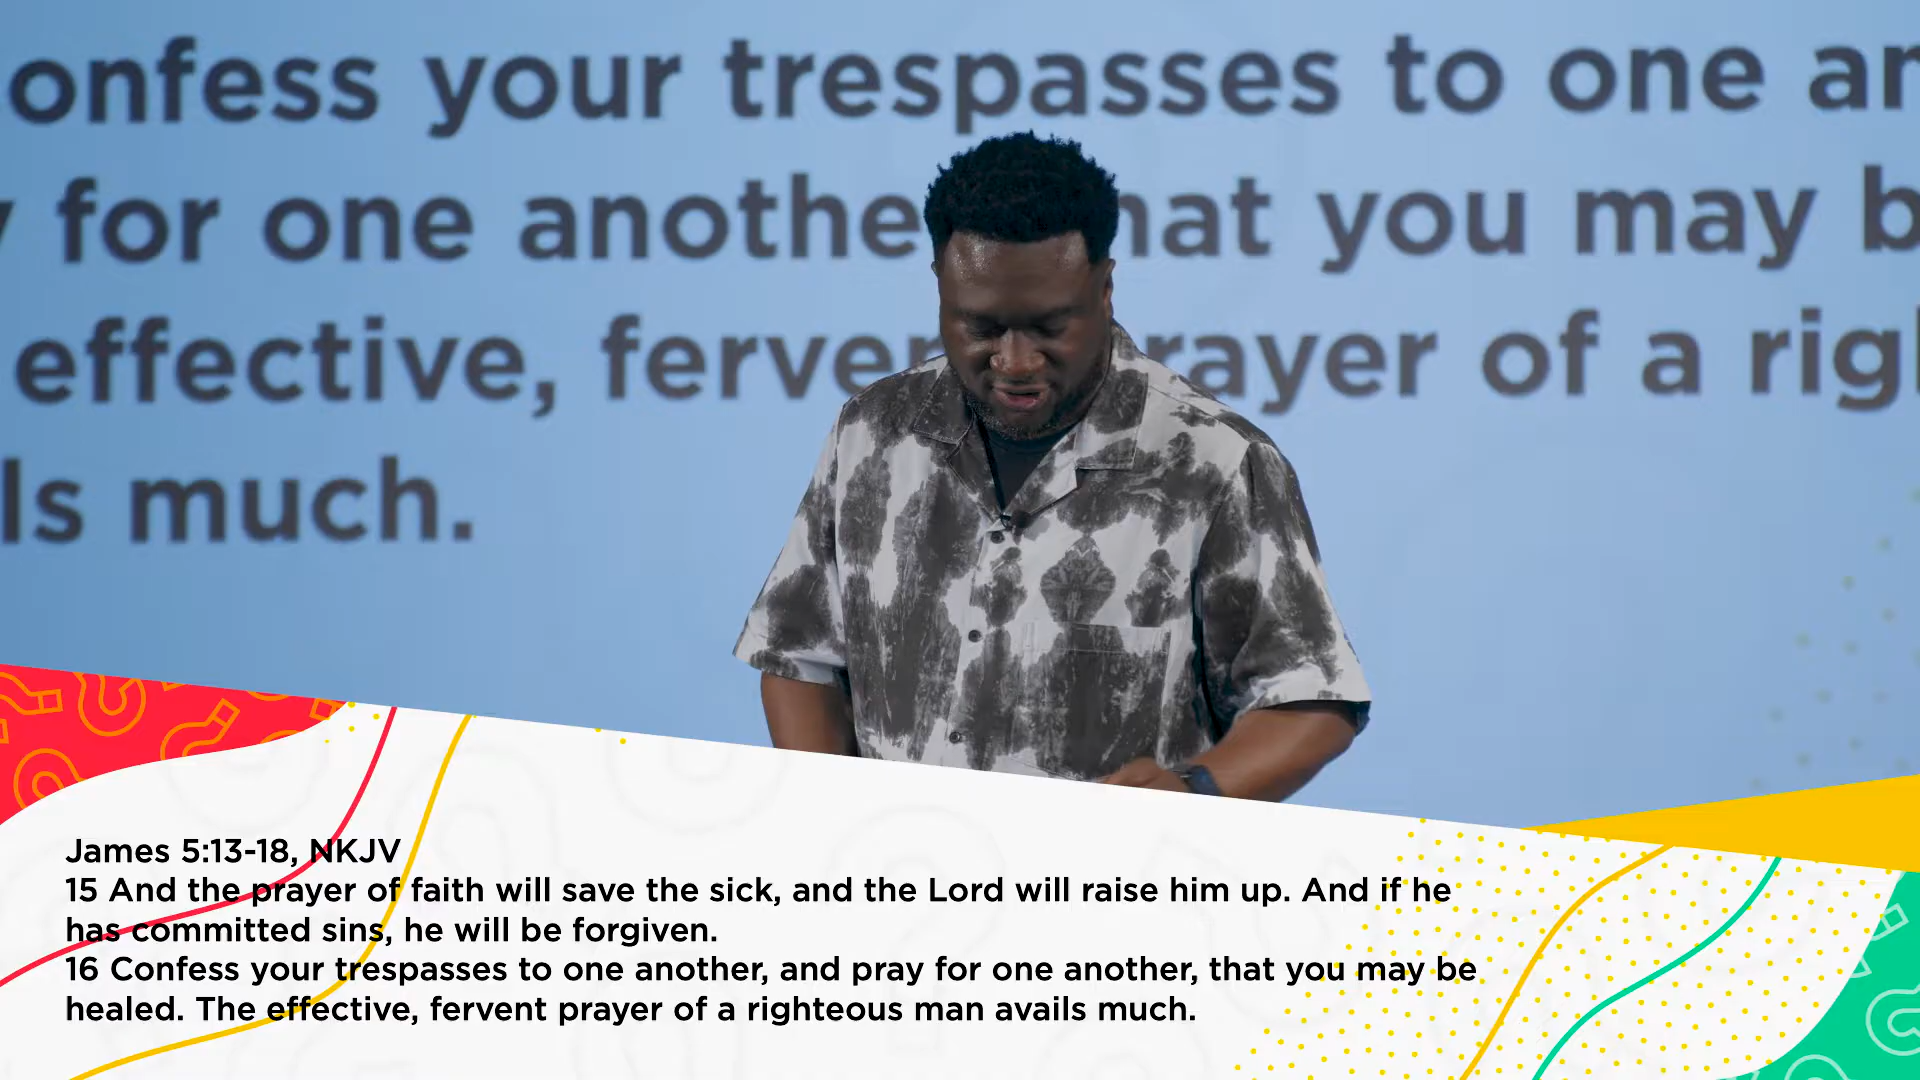 onfess your trespasses to one an
for one anothe hat you may b
effective, ferven rayer of a rig
ls much.
James 5:13-18, NKJV
15 And the prayer of faith will save the sick, and the Lord will raise him up. And if he
has committed sins, he will be forgiven.
16 Confess your trespasses to one another, and pray for one another, that you may be
healed. The effective, fervent prayer of a righteous man avails much.